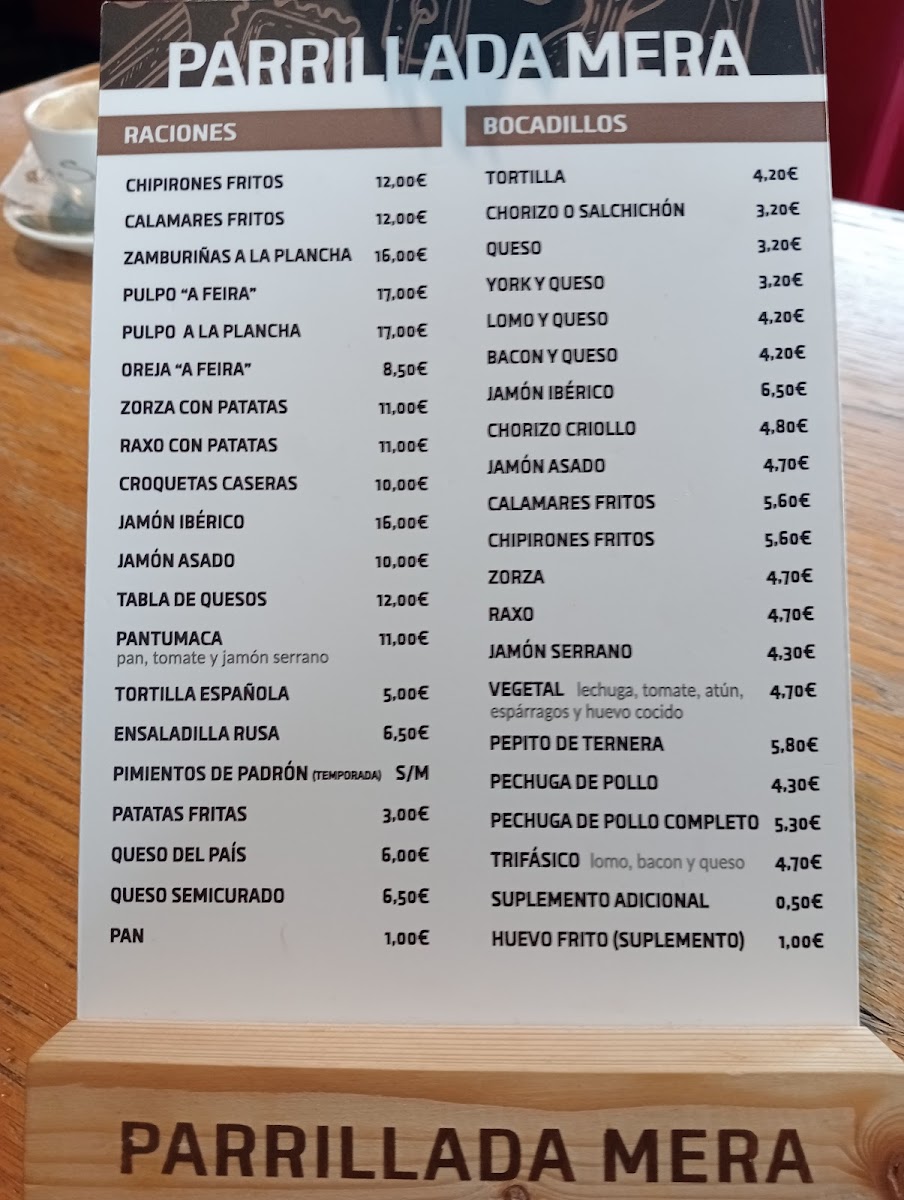 PARRILLADA MERA
RACIONES
CHIPIRONES FRITOS 12,00€
CALAMARES FRITOS 12,00€
ZAMBURIÑAS A LA PLANCHA 16,00€
PULPO “A FEIRA” 17,00€
PULPO A LA PLANCHA 17,00€
OREJA “A FEIRA” 8,50€
ZORZA CON PATATAS 11,00€
RAXO CON PATATAS 11,00€
CROQUETAS CASERAS 10,00€
JAMÓN IBÉRICO 16,00€
JAMÓN ASADO 10,00€
TABLA DE QUESOS 12,00€
PANTUMACA 11,00€
pan, tomate y jamón serrano
TORTILLA ESPAÑOLA 5,00€
ENSALADILLA RUSA 6,50€
PIMIENTOS DE PADRÓN (TEMPORADA) S/M
PATATAS FRITAS 3,00€
QUESO DEL PAÍS 6,00€
QUESO SEMICURADO 6,50€
PAN 1,00€
BOCADILLOS
TORTILLA 4,20€
CHORIZO O SALCHICHÓN 3,20€
QUESO 3,20€
YORK Y QUESO 3,20€
LOMO Y QUESO 4,20€
BACON Y QUESO 4,20€
JAMÓN IBÉRICO 6,50€
CHORIZO CRIOLLO 4,80€
JAMÓN ASADO 4,70€
CALAMARES FRITOS 5,60€
CHIPIRONES FRITOS 5,60€
ZORZA 4,70€
RAXO 4,70€
JAMÓN SERRANO 4,30€
VEGETAL lechuga, tomate, atún, 4,70€
espárragos y huevo cocido
PEPITO DE TERNERA 5,80€
PECHUGA DE POLLO 4,30€
PECHUGA DE POLLO COMPLETO 5,30€
TRIFÁSICO lomo, bacon y queso 4,70€
SUPLEMENTO ADICIONAL 0,50€
HUEVO FRITO (SUPLEMENTO) 1,00€
PARRILLADA MERA